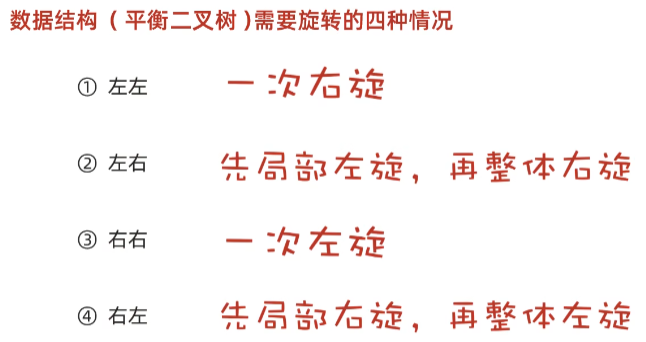 数据结构（平衡二叉树)需要旋转的四种情况
① 左左 一次右旋
② 左右 先局部左旋，再整体右旋
③ 右右 一次左旋
④ 右左 先局部右旋，再整体左旋